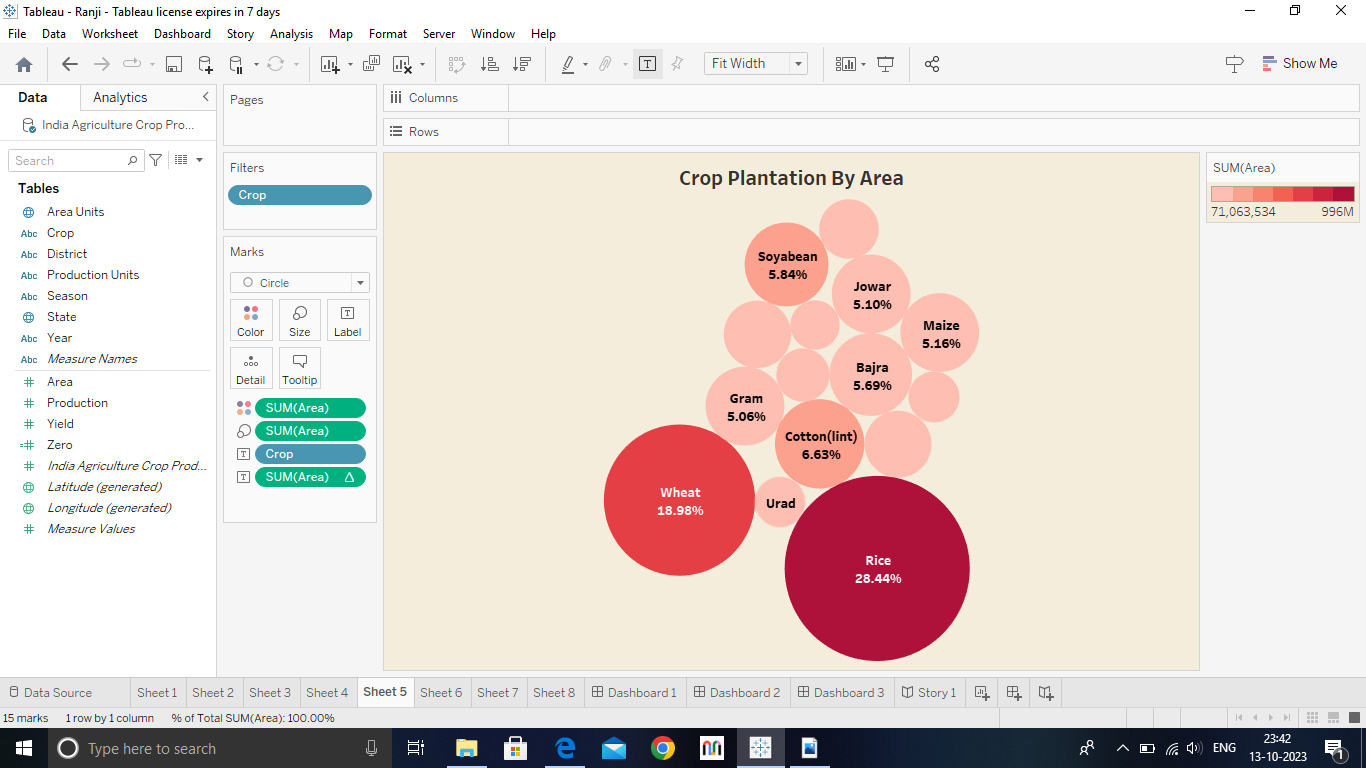 Tableau - Ranji - Tableau license expires in 7 days
File Data Worksheet Dashboard Story Analysis Map Format Server Window Help
Fit Width
Show Me
Data Analytics
India Agriculture Crop Pro...
Search
Tables
Area Units
Abc Crop
Abc District
Abc Production Units
Abc Season
State
Abc Year
Abc Measure Names
Area
Production
Yield
Zero
India Agriculture Crop Prod...
Latitude (generated)
Longitude (generated)
Measure Values
Pages
Filters
Crop
Marks
Circle
Color Size Label
Detail Tooltip
SUM(Area)
SUM(Area)
Crop
SUM(Area) Δ
Columns
Rows
Crop Plantation By Area
Soyabean
5.84%
Jowar
5.10%
Maize
5.16%
Bajra
5.69%
Gram
5.06%
Cotton(lint)
6.63%
Wheat
18.98%
Urad
Rice
28.44%
SUM(Area)
71,063,534 996M
Data Source Sheet 1 Sheet 2 Sheet 3 Sheet 4 Sheet 5 Sheet 6 Sheet 7 Sheet 8 Dashboard 1 Dashboard 2 Dashboard 3 Story 1
15 marks 1 row by 1 column % of Total SUM(Area): 100.00%
Type here to search
ENG
23:42
13-10-2023
1